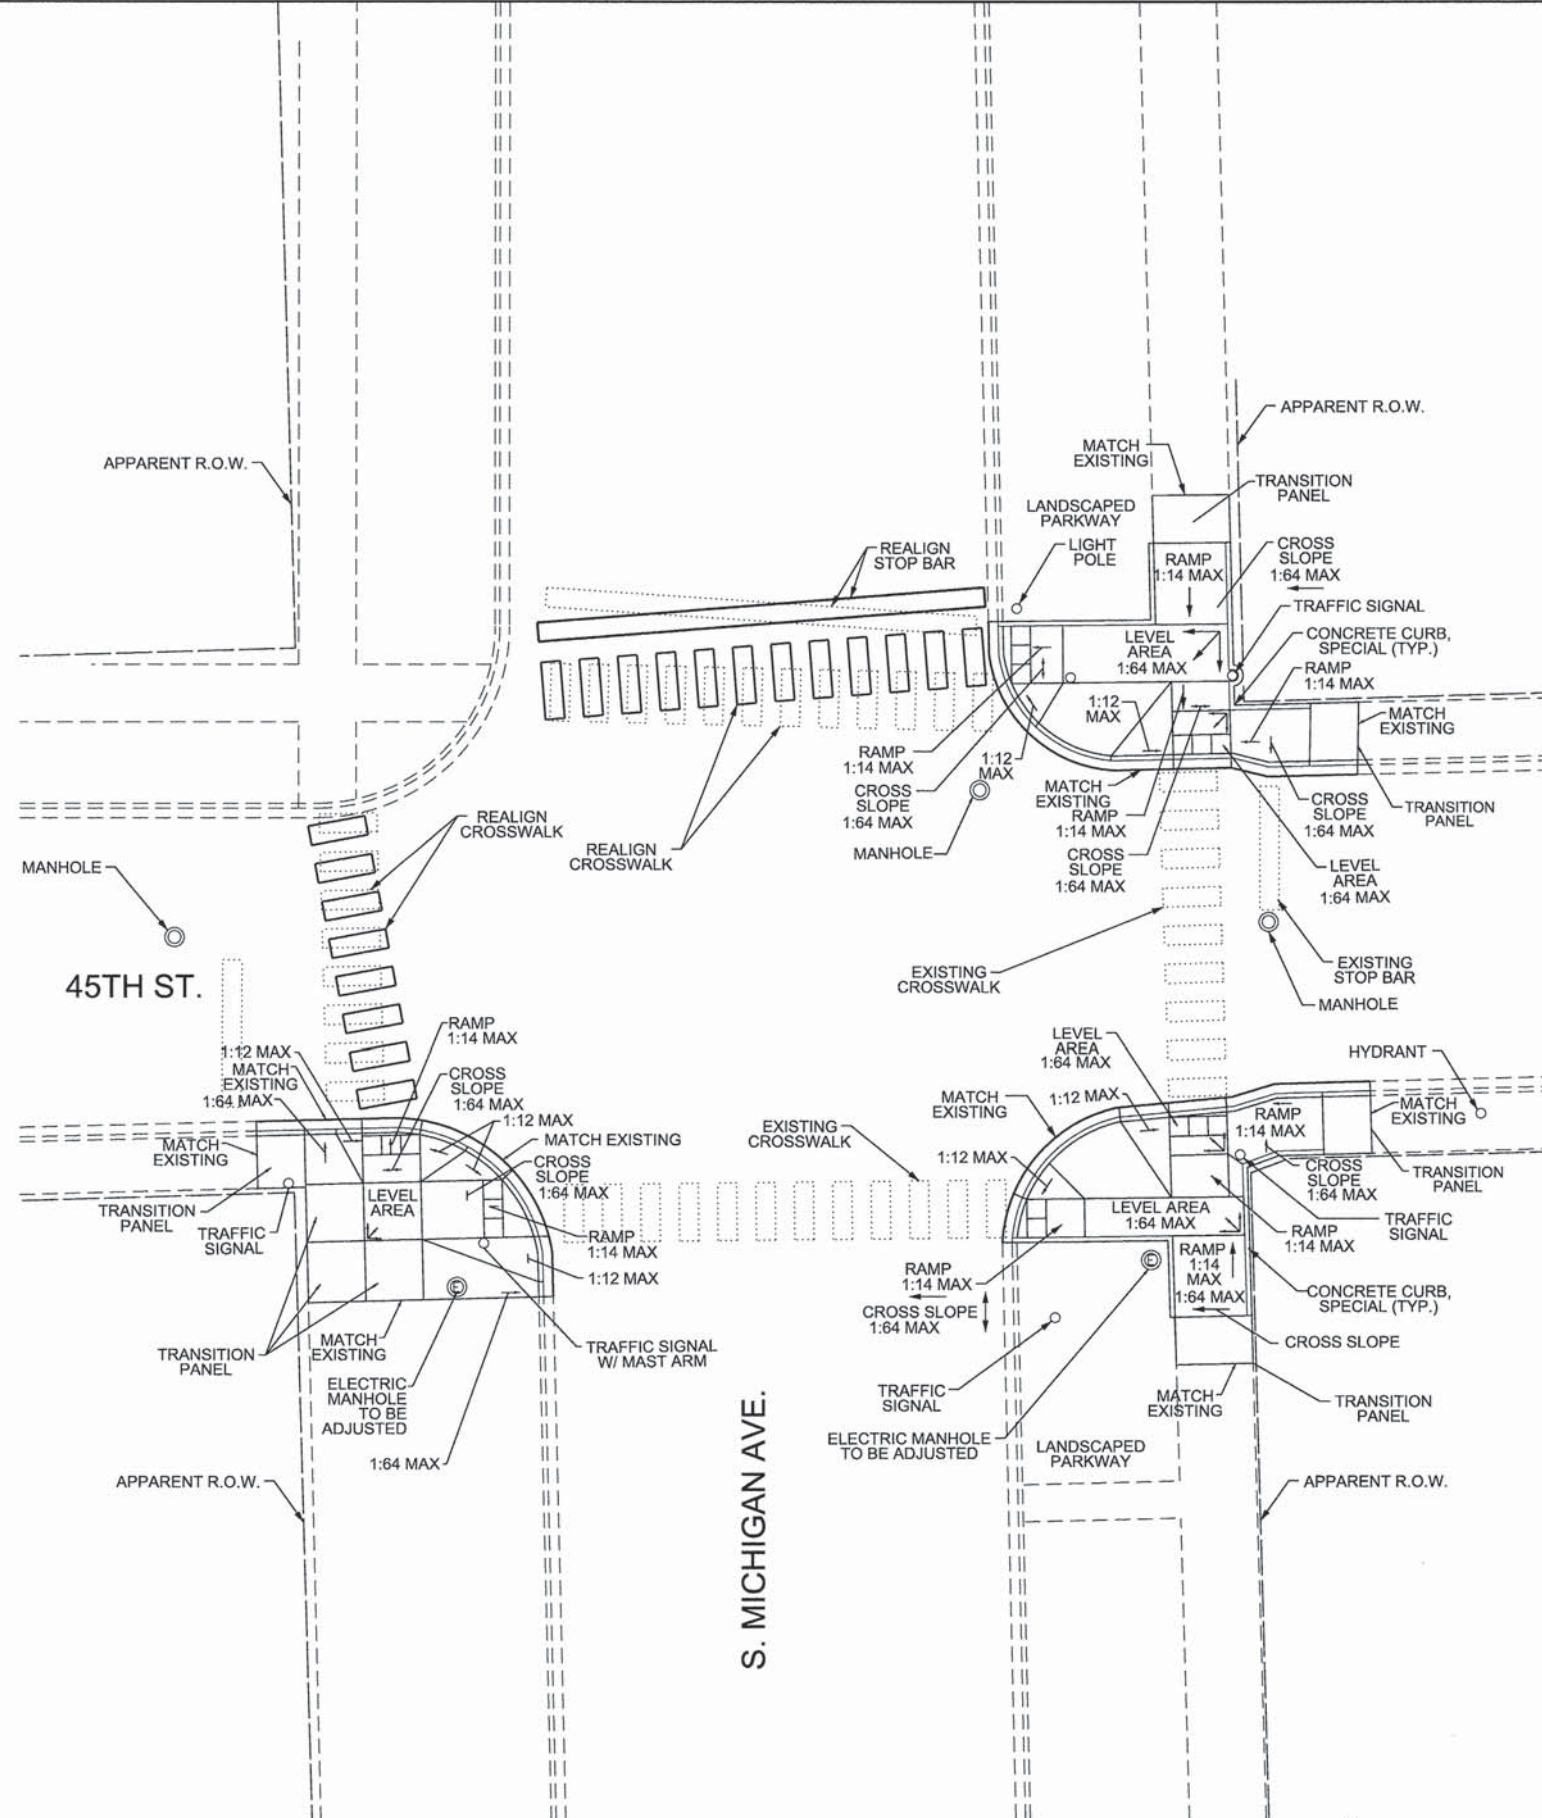 APPARENT R.O.W.
MATCH
EXISTING
APPARENT R.O.W.
TRANSITION
PANEL
LANDSCAPED
PARKWAY
REALIGN
STOP BAR
LIGHT
POLE
RAMP
1:14 MAX
CROSS
SLOPE
1:64 MAX
TRAFFIC SIGNAL
LEVEL
AREA
1:64 MAX
CONCRETE CURB,
SPECIAL (TYP.)
RAMP
1:14 MAX
1:12
MAX
MATCH
EXISTING
RAMP
1:14 MAX
1:12
MAX
CROSS
SLOPE
1:64 MAX
MATCH
EXISTING
RAMP
1:14 MAX
CROSS
SLOPE
1:64 MAX
TRANSITION
PANEL
REALIGN
CROSSWALK
REALIGN
CROSSWALK
MANHOLE
CROSS
SLOPE
1:64 MAX
LEVEL
AREA
1:64 MAX
MANHOLE
45TH ST.
EXISTING
CROSSWALK
EXISTING
STOP BAR
MANHOLE
RAMP
1:14 MAX
1:12 MAX
MATCH
EXISTING
1:64 MAX
CROSS
SLOPE
1:64 MAX
1:12 MAX
MATCH EXISTING
MATCH
EXISTING
CROSS
SLOPE
1:64 MAX
LEVEL
AREA
TRANSITION
PANEL
TRAFFIC
SIGNAL
RAMP
1:14 MAX
1:12 MAX
EXISTING
CROSSWALK
LEVEL
AREA
1:64 MAX
HYDRANT
MATCH
EXISTING
1:12 MAX
RAMP
1:14 MAX
MATCH
EXISTING
1:12 MAX
CROSS
SLOPE
1:64 MAX
TRANSITION
PANEL
LEVEL AREA
1:64 MAX
TRAFFIC
SIGNAL
RAMP
1:14 MAX
RAMP
1:14 MAX
CROSS SLOPE
1:64 MAX
RAMP
1:14
MAX
1:64 MAX
E
E
CONCRETE CURB,
SPECIAL (TYP.)
CROSS SLOPE
TRANSITION
PANEL
MATCH
EXISTING
TRAFFIC SIGNAL
W/ MAST ARM
ELECTRIC
MANHOLE
TO BE
ADJUSTED
1:64 MAX
TRAFFIC
SIGNAL
MATCH
EXISTING
TRANSITION
PANEL
ELECTRIC MANHOLE
TO BE ADJUSTED
LANDSCAPED
PARKWAY
APPARENT R.O.W.
APPARENT R.O.W.
S. MICHIGAN AVE.